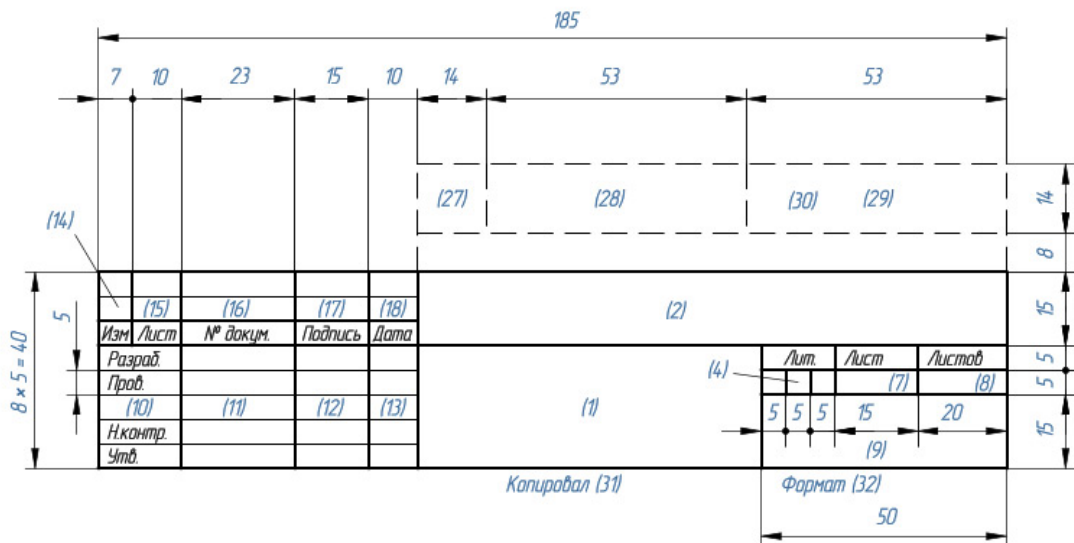 185
7 10 23 15 10 14 53 53
(27) (28) (30) (29) 14
(14)
8
(15) (16) (17) (18) (2) 15
5
Изм Лист № докум. Подпись Дата
8 × 5 = 40
Разраб. Лит. Лист Листов 5
Пров. (4) (7) (8) 5
(10) (11) (12) (13) (1) 5 5 5 15 20 15
Н.контр. (9)
Утв.
Копировал (31) Формат (32)
50